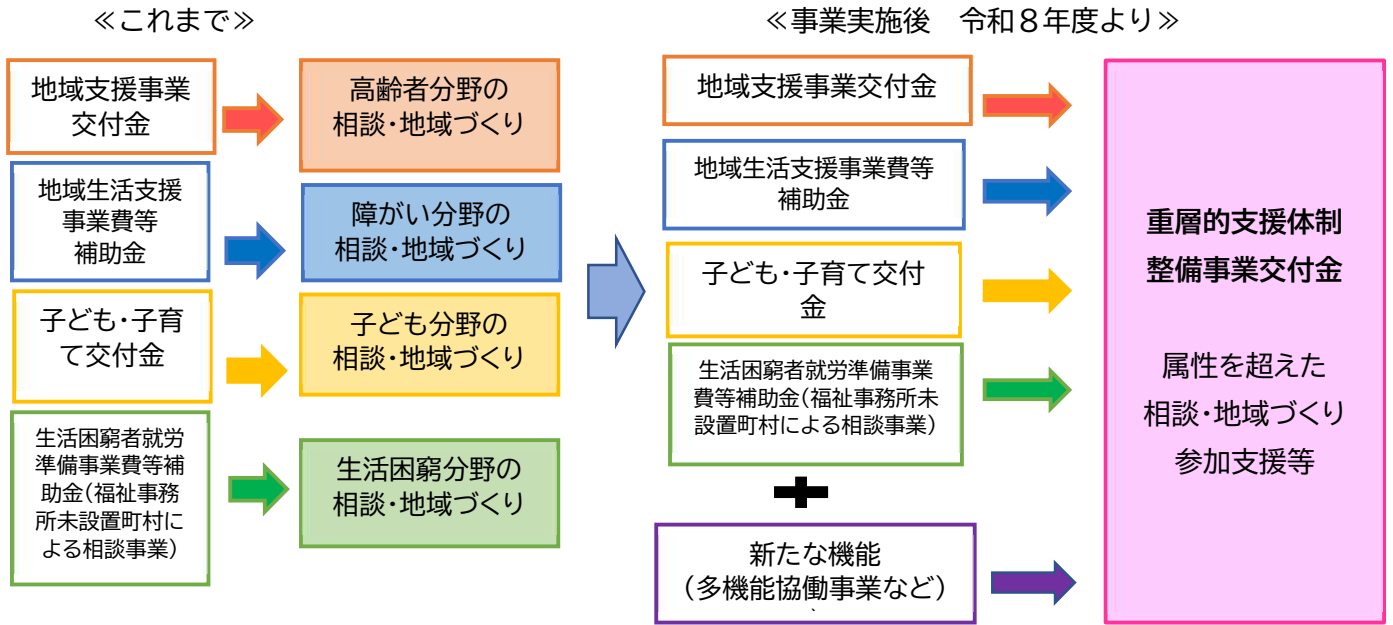 ≪これまで≫
地域支援事業
交付金
高齢者分野の
相談・地域づくり
地域生活支援
事業費等
補助金
障がい分野の
相談・地域づくり
子ども・子育
て交付金
子ども分野の
相談・地域づくり
生活困窮者就労
準備事業費等補
助金(福祉事務
所未設置町村に
よる相談事業)
生活困窮分野の
相談・地域づくり
≪事業実施後　令和８年度より≫
地域支援事業交付金
地域生活支援事業費等
補助金
子ども・子育て交付
金
生活困窮者就労準備事業
費等補助金(福祉事務所未
設置町村による相談事業)
新たな機能
(多機能協働事業など)
重層的支援体制
整備事業交付金
属性を超えた
相談・地域づくり
参加支援等